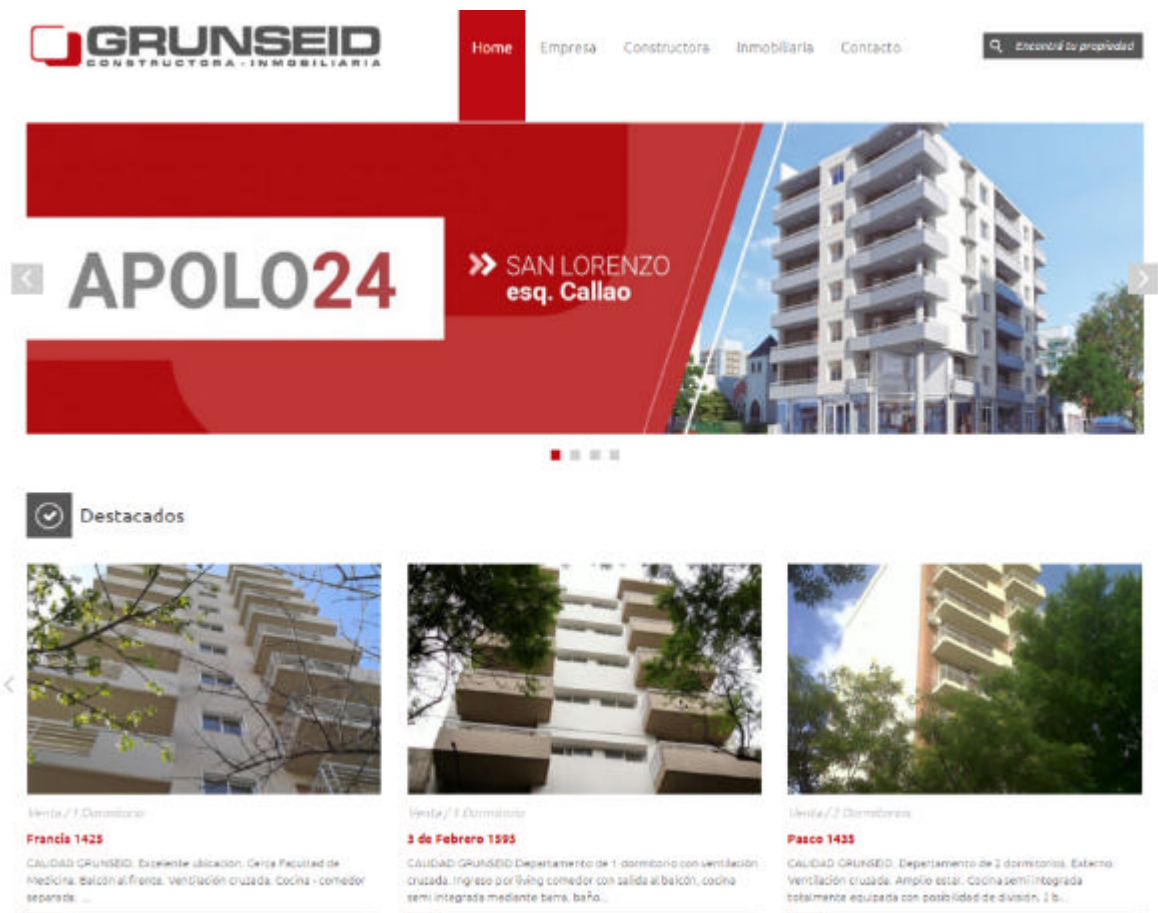 GRUNSEID
CONSTRUCTORA - INMOBILIARIA
Home
Empresa
Constructora
Inmobiliaria
Contacto
Encontrá tu propiedad
APOLO24
SAN LORENZO
esq. Callao
Destacados
Venta / 1 Dormitorio
Francia 1425
CALIDAD GRUNSEID. Excelente ubicacion. Cerca Facultad de
Medicina. Balcón al frente. Ventilación cruzada. Cocina - comedor
separada. ...
Venta / 1 Dormitorio
3 de Febrero 1595
CALIDAD GRUNSEID Departamento de 1 dormitorio con ventilación
cruzada. Ingreso por living comedor con salida al balcón, cocina
semi integrada mediante barra, baño...
Venta / 2 Dormitorios
Pasco 1435
CALIDAD GRUNSEID. Departamento de 2 dormitorios. Externo.
Ventilación cruzada. Amplio estar. Cocina semi integrada
totalmente equipada con posibilidad de división, 2 b...